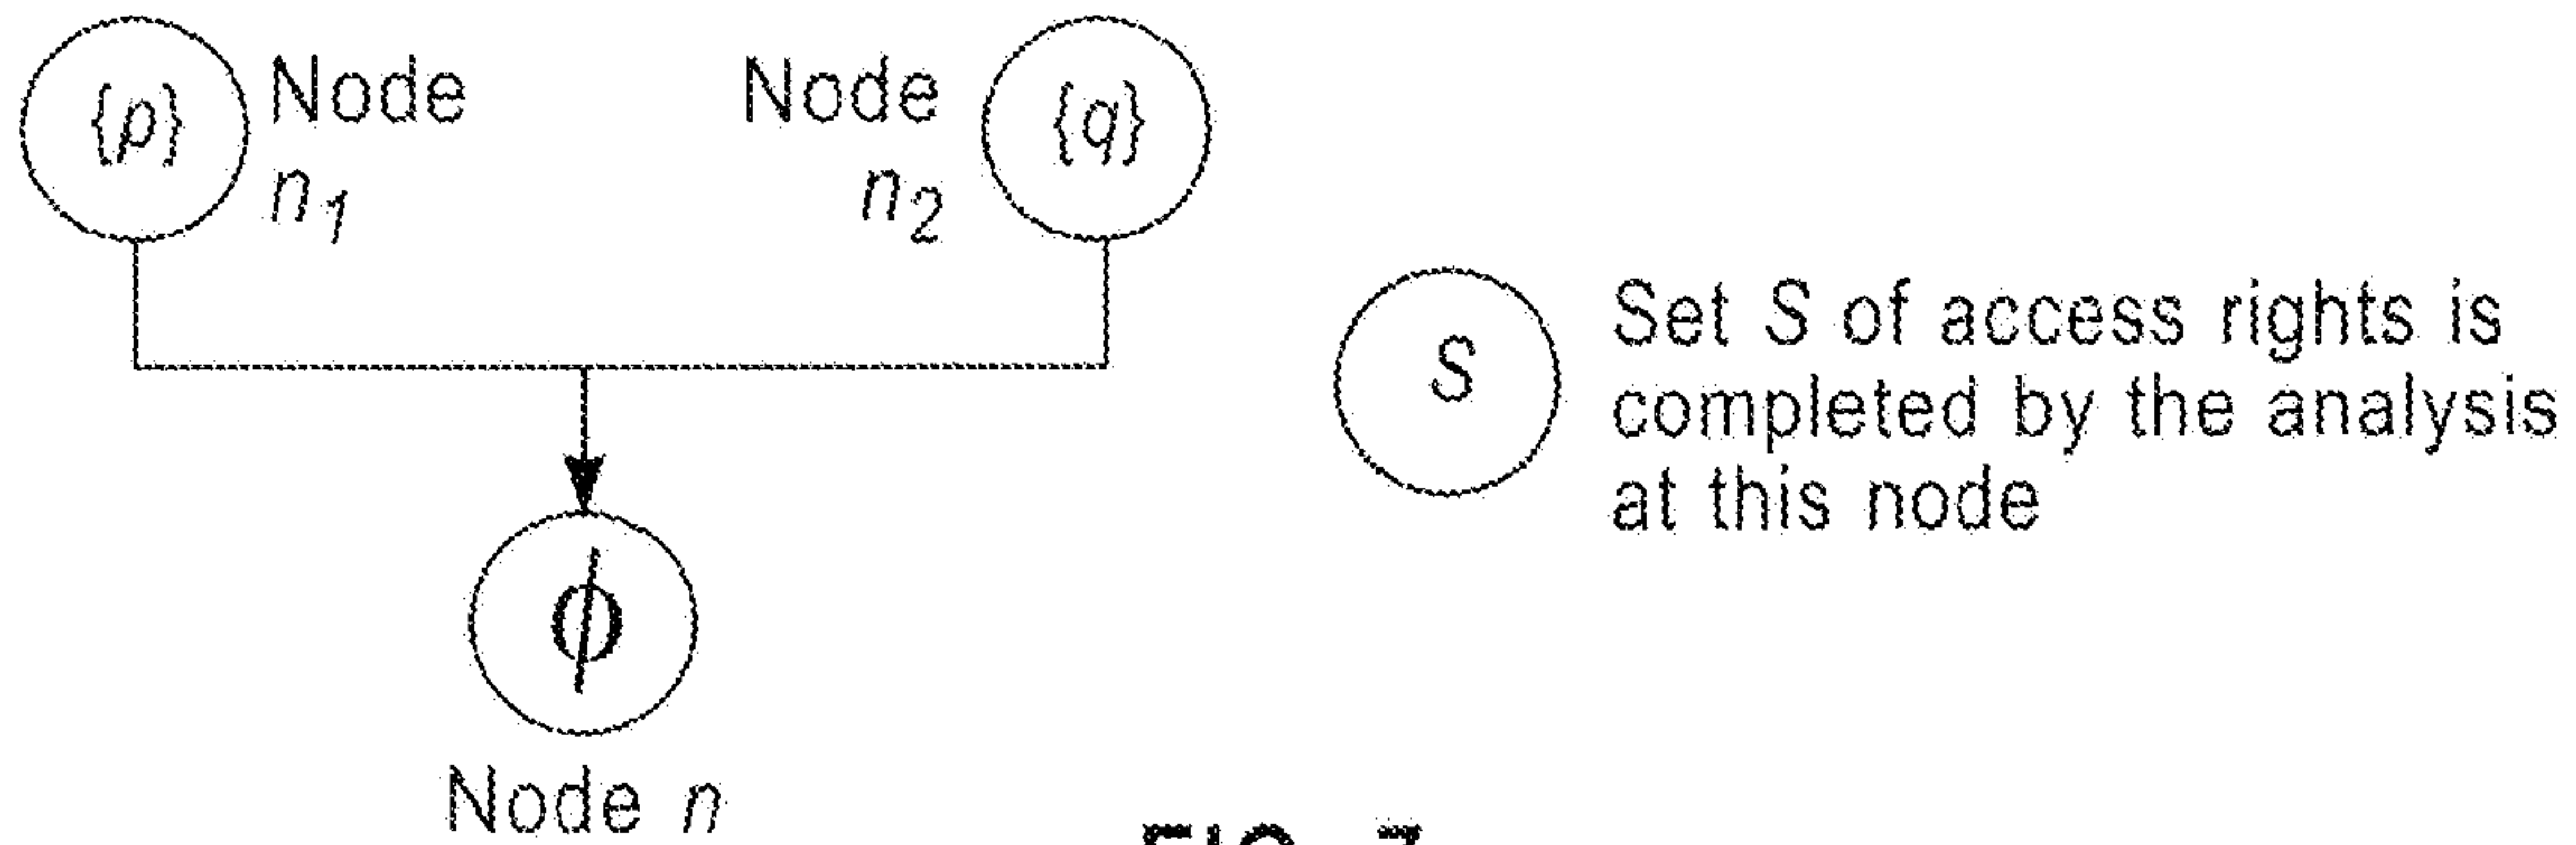 {p} Node
n1
Node {q}
n2
S
Set S of access rights is
completed by the analysis
at this node
ϕ
Node n